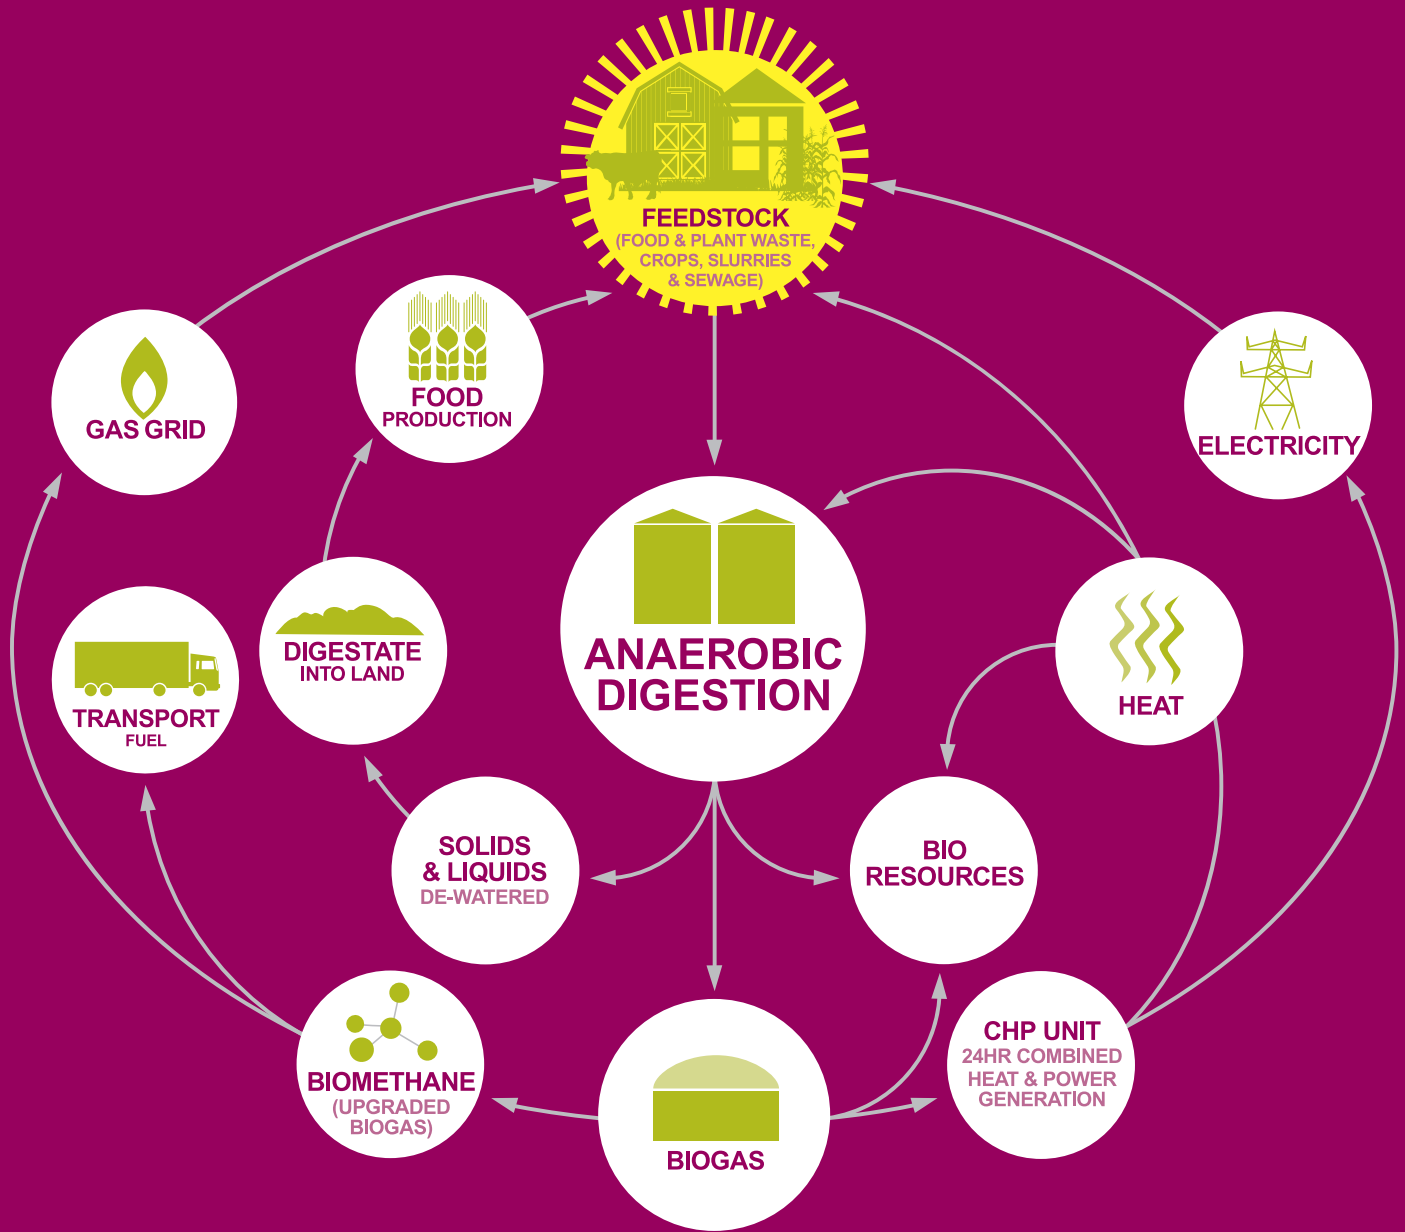 FEEDSTOCK
(FOOD & PLANT WASTE,
CROPS, SLURRIES
& SEWAGE)
GAS GRID
FOOD
PRODUCTION
ELECTRICITY
ANAEROBIC
DIGESTION
DIGESTATE
INTO LAND
TRANSPORT
FUEL
HEAT
SOLIDS
& LIQUIDS
DE-WATERED
BIO
RESOURCES
BIOMETHANE
(UPGRADED
BIOGAS)
BIOGAS
CHP UNIT
24HR COMBINED
HEAT & POWER
GENERATION